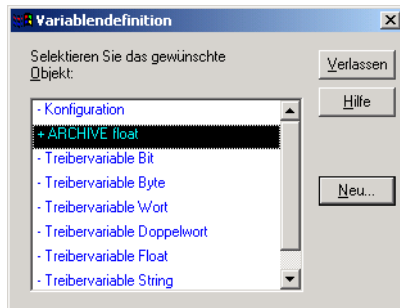 Variablendefinition
Selektieren Sie das gewünschte
Objekt:
Verlassen
Hilfe
Neu...
- Konfiguration
+ ARCHIVE float
- Treibervariable Bit
- Treibervariable Byte
- Treibervariable Wort
- Treibervariable Doppelwort
- Treibervariable Float
- Treibervariable String